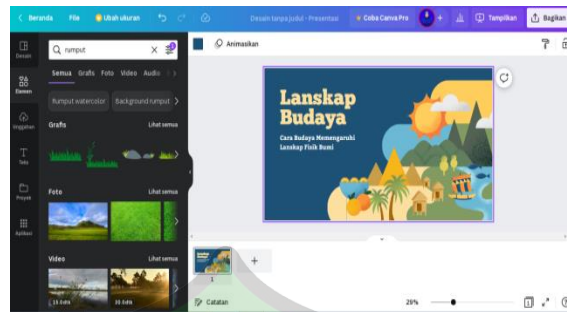 Beranda File Ubah ukuran Desain tanpa judul - Presentasi Coba Canva Pro + Tampilkan Bagikan
Desain
Elemen
Unggahan
Teks
Proyek
Aplikasi
rumput
Semua Grafis Foto Video Audio
Rumput watercolor Background rumput
Grafis Lihat semua
Foto Lihat semua
Video Lihat semua
Animasikan
Lanskap
Budaya
Cara Budaya Memengaruhi
Lanskap Fisik Bumi
+
1
Catatan
29%
1